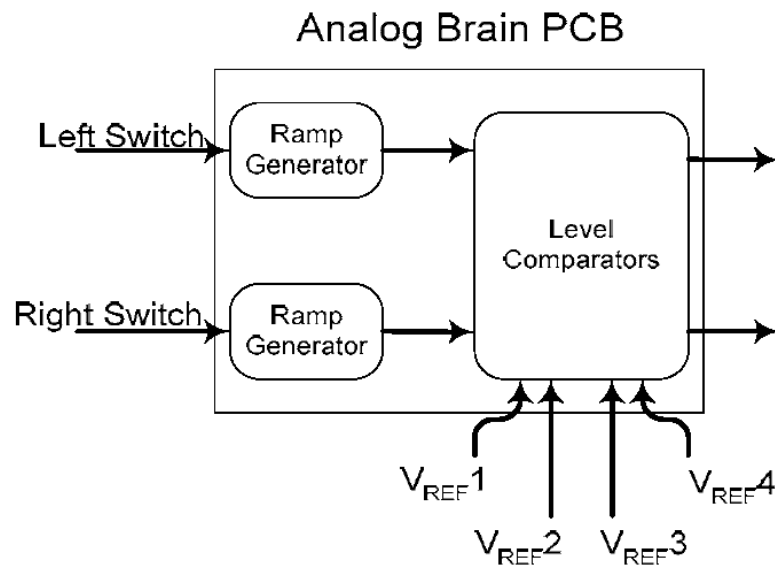 Analog Brain PCB
Left Switch
Ramp
Generator
Level
Comparators
Right Switch
Ramp
Generator
VREF1
VREF2
VREF3
VREF4